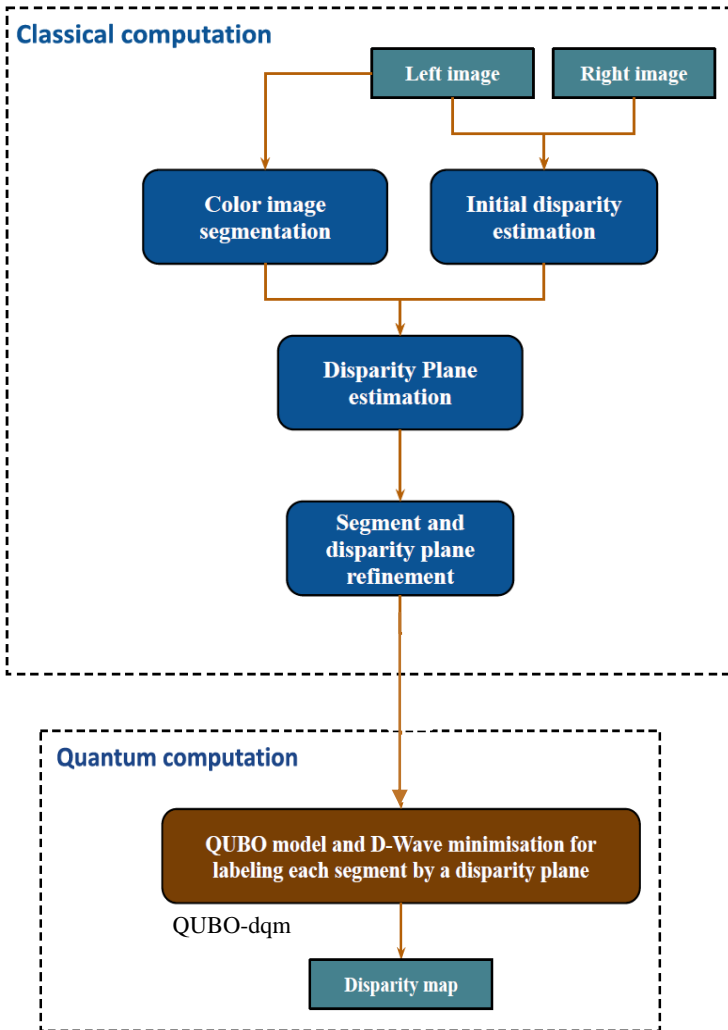 Classical computation
Left image
Right image
Color image
segmentation
Initial disparity
estimation
Disparity Plane
estimation
Segment and
disparity plane
refinement
Quantum computation
QUBO model and D-Wave minimisation for
labeling each segment by a disparity plane
QUBO-dqm
Disparity map